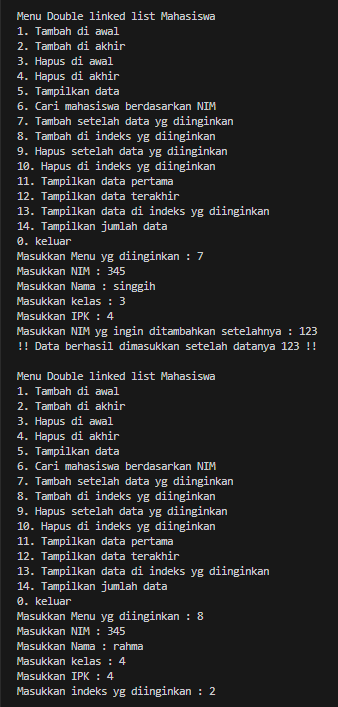 Menu Double linked list Mahasiswa
1. Tambah di awal
2. Tambah di akhir
3. Hapus di awal
4. Hapus di akhir
5. Tampilkan data
6. Cari mahasiswa berdasarkan NIM
7. Tambah setelah data yg diinginkan
8. Tambah di indeks yg diinginkan
9. Hapus setelah data yg diinginkan
10. Hapus di indeks yg diinginkan
11. Tampilkan data pertama
12. Tampilkan data terakhir
13. Tampilkan data di indeks yg diinginkan
14. Tampilkan jumlah data
0. keluar
Masukkan Menu yg diinginkan : 7
Masukkan NIM : 345
Masukkan Nama : singgih
Masukkan kelas : 3
Masukkan IPK : 4
Masukkan NIM yg ingin ditambahkan setelahnya : 123
!! Data berhasil dimasukkan setelah datanya 123 !!
Menu Double linked list Mahasiswa
1. Tambah di awal
2. Tambah di akhir
3. Hapus di awal
4. Hapus di akhir
5. Tampilkan data
6. Cari mahasiswa berdasarkan NIM
7. Tambah setelah data yg diinginkan
8. Tambah di indeks yg diinginkan
9. Hapus setelah data yg diinginkan
10. Hapus di indeks yg diinginkan
11. Tampilkan data pertama
12. Tampilkan data terakhir
13. Tampilkan data di indeks yg diinginkan
14. Tampilkan jumlah data
0. keluar
Masukkan Menu yg diinginkan : 8
Masukkan NIM : 345
Masukkan Nama : rahma
Masukkan kelas : 4
Masukkan IPK : 4
Masukkan indeks yg diinginkan : 2